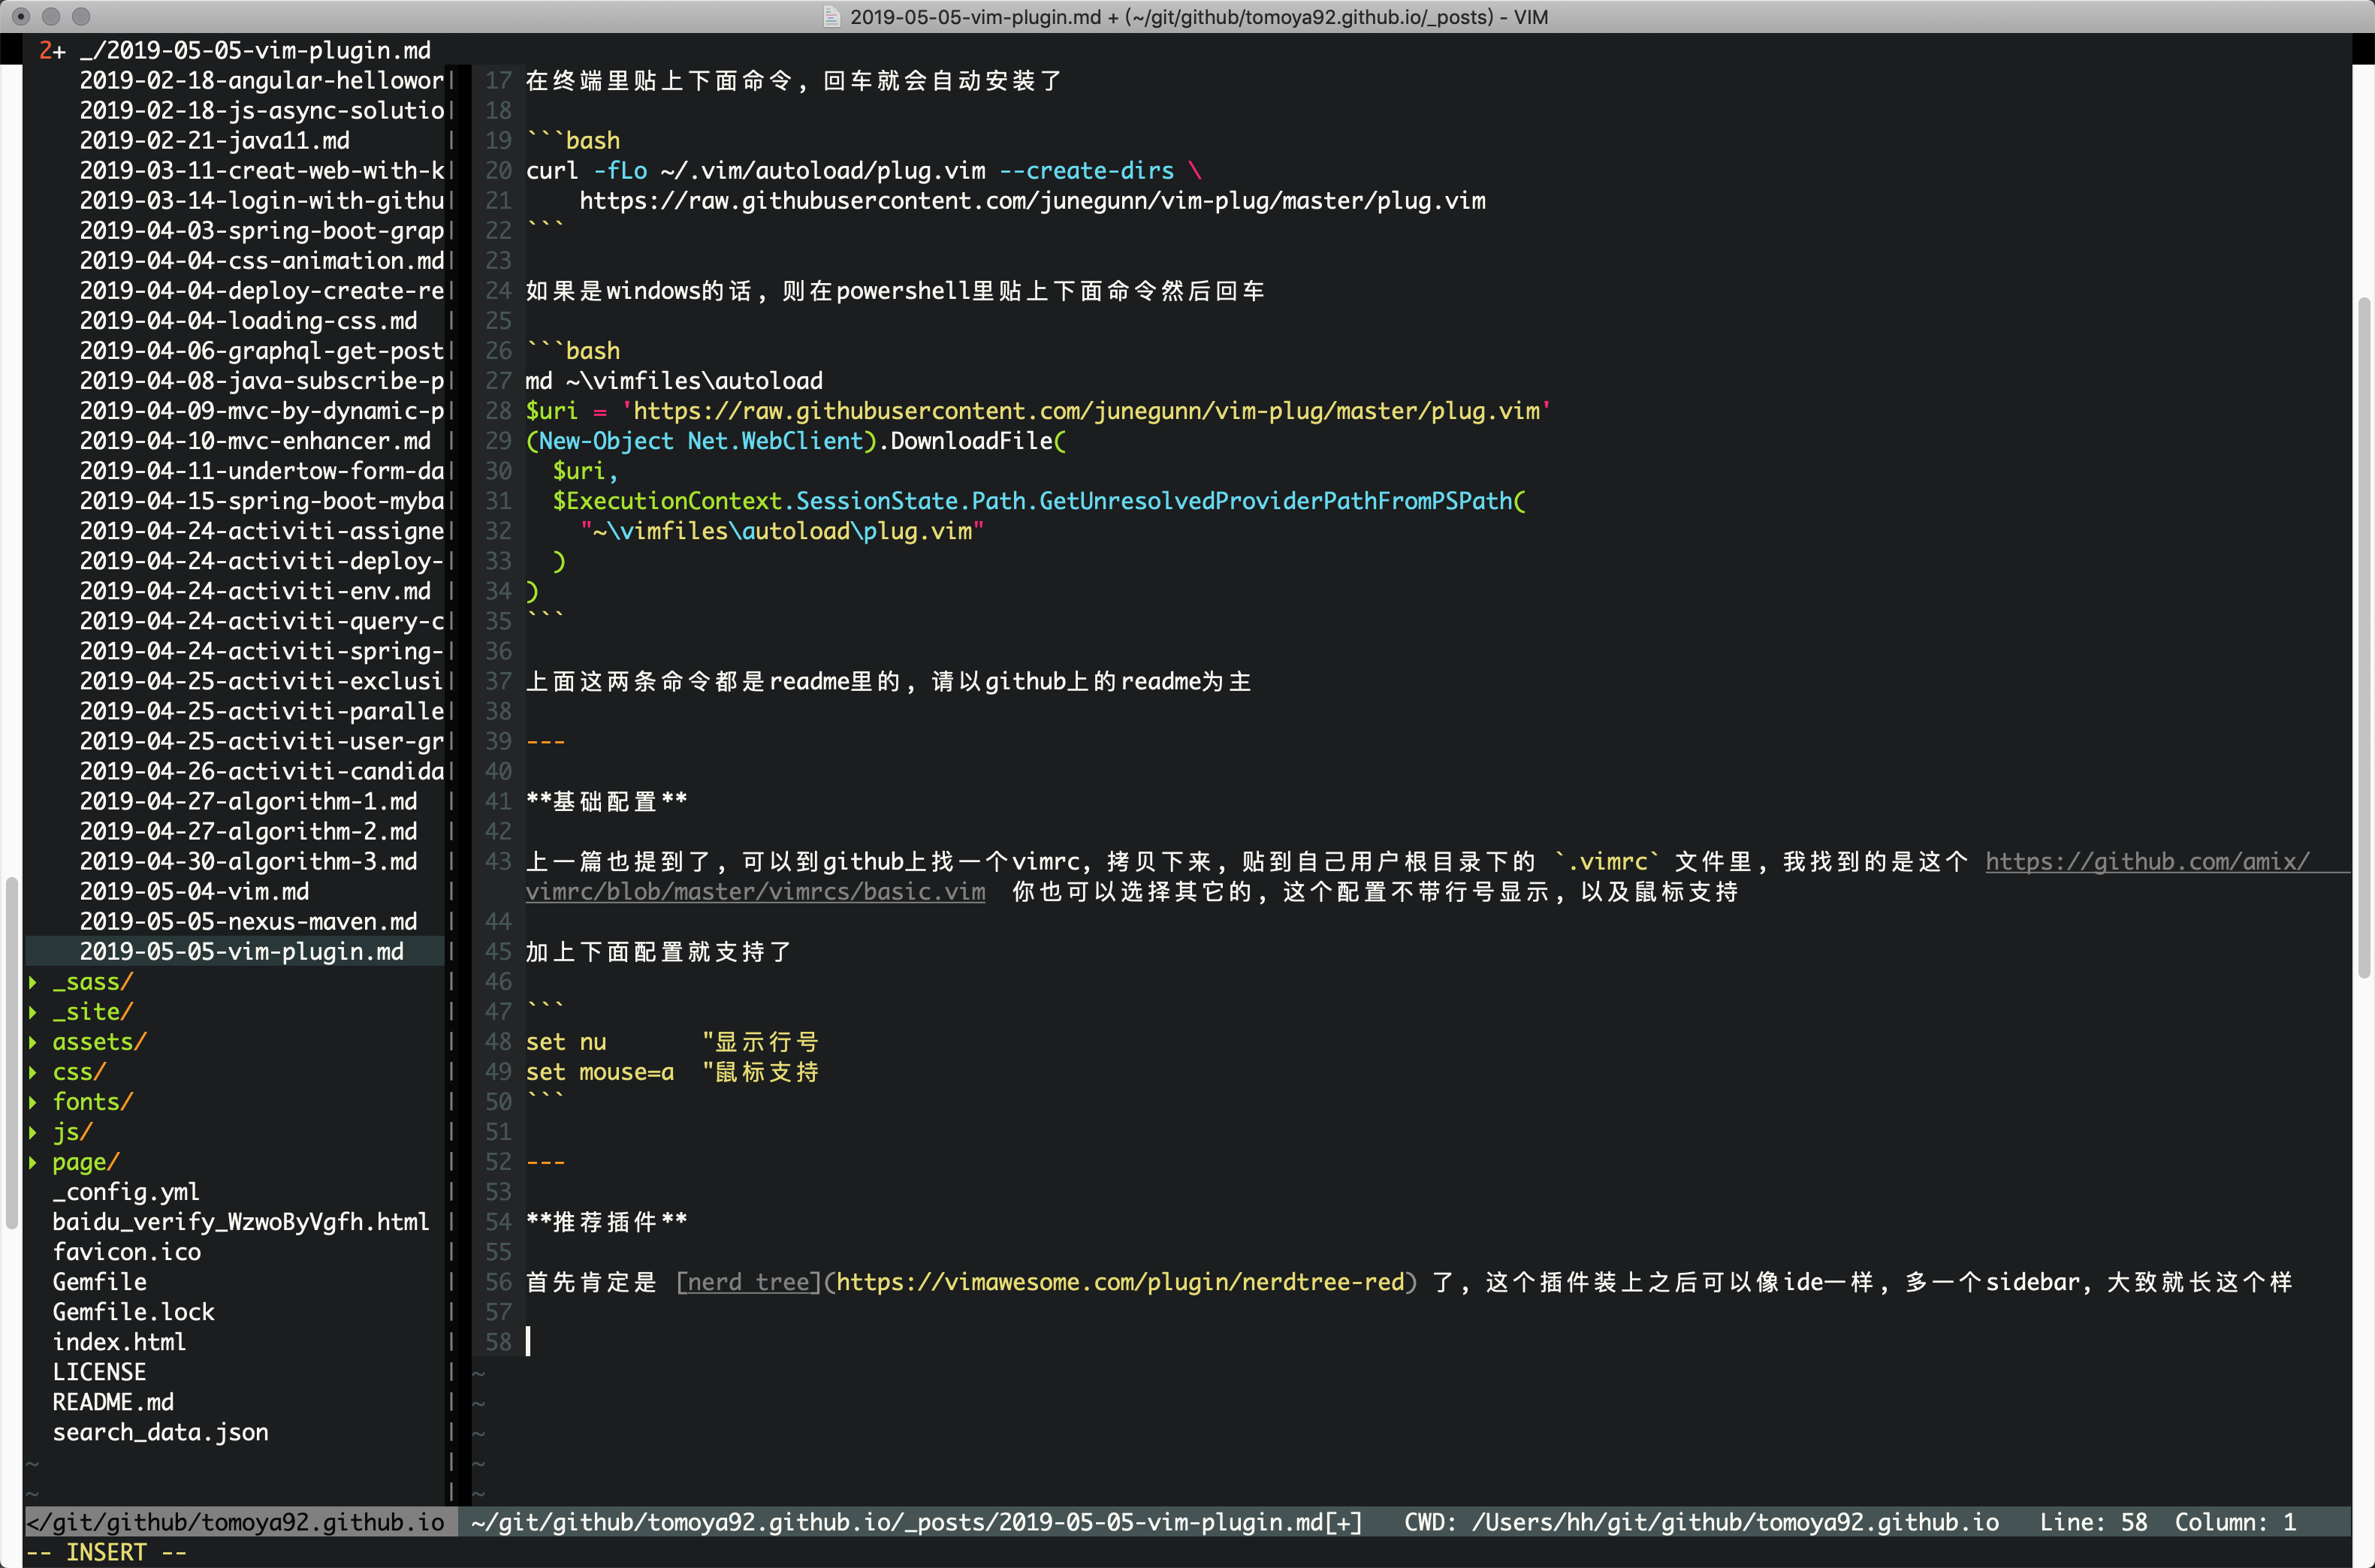 2019-05-05-vim-plugin.md + (~/git/github/tomoya92.github.io/_posts) - VIM
2+ _/2019-05-05-vim-plugin.md
2019-02-18-angular-hellowor
2019-02-18-js-async-solutio
2019-02-21-java11.md
2019-03-11-creat-web-with-k
2019-03-14-login-with-githu
2019-04-03-spring-boot-grap
2019-04-04-css-animation.md
2019-04-04-deploy-create-re
2019-04-04-loading-css.md
2019-04-06-graphql-get-post
2019-04-08-java-subscribe-p
2019-04-09-mvc-by-dynamic-p
2019-04-10-mvc-enhancer.md
2019-04-11-undertow-form-da
2019-04-15-spring-boot-myba
2019-04-24-activiti-assigne
2019-04-24-activiti-deploy-
2019-04-24-activiti-env.md
2019-04-24-activiti-query-c
2019-04-24-activiti-spring-
2019-04-25-activiti-exclusi
2019-04-25-activiti-paralle
2019-04-25-activiti-user-gr
2019-04-26-activiti-candida
2019-04-27-algorithm-1.md
2019-04-27-algorithm-2.md
2019-04-30-algorithm-3.md
2019-05-04-vim.md
2019-05-05-nexus-maven.md
2019-05-05-vim-plugin.md
▸ _sass/
▸ _site/
▸ assets/
▸ css/
▸ fonts/
▸ js/
▸ page/
_config.yml
baidu_verify_WzwoByVgfh.html
favicon.ico
Gemfile
Gemfile.lock
index.html
LICENSE
README.md
search_data.json
~
~
17 在终端里贴上下面命令，回车就会自动安装了
18
19 ```bash
20 curl -fLo ~/.vim/autoload/plug.vim --create-dirs \
21     https://raw.githubusercontent.com/junegunn/vim-plug/master/plug.vim
22 ```
23
24 如果是windows的话，则在powershell里贴上下面命令然后回车
25
26 ```bash
27 md ~\vimfiles\autoload
28 $uri = 'https://raw.githubusercontent.com/junegunn/vim-plug/master/plug.vim'
29 (New-Object Net.WebClient).DownloadFile(
30   $uri,
31   $ExecutionContext.SessionState.Path.GetUnresolvedProviderPathFromPSPath(
32     "~\vimfiles\autoload\plug.vim"
33   )
34 )
35 ```
36
37 上面这两条命令都是readme里的，请以github上的readme为主
38
39 ---
40
41 **基础配置**
42
43 上一篇也提到了，可以到github上找一个vimrc，拷贝下来，贴到自己用户根目录下的 `.vimrc` 文件里，我找到的是这个 https://github.com/amix/
vimrc/blob/master/vimrcs/basic.vim  你也可以选择其它的，这个配置不带行号显示，以及鼠标支持
44
45 加上下面配置就支持了
46
47 ```
48 set nu       "显示行号
49 set mouse=a  "鼠标支持
50 ```
51
52 ---
53
54 **推荐插件**
55
56 首先肯定是 [nerd tree](https://vimawesome.com/plugin/nerdtree-red) 了，这个插件装上之后可以像ide一样，多一个sidebar，大致就长这个样
57
58
~
~
~
~
~
</git/github/tomoya92.github.io
~/git/github/tomoya92.github.io/_posts/2019-05-05-vim-plugin.md[+]   CWD: /Users/hh/git/github/tomoya92.github.io   Line: 58  Column: 1
-- INSERT --